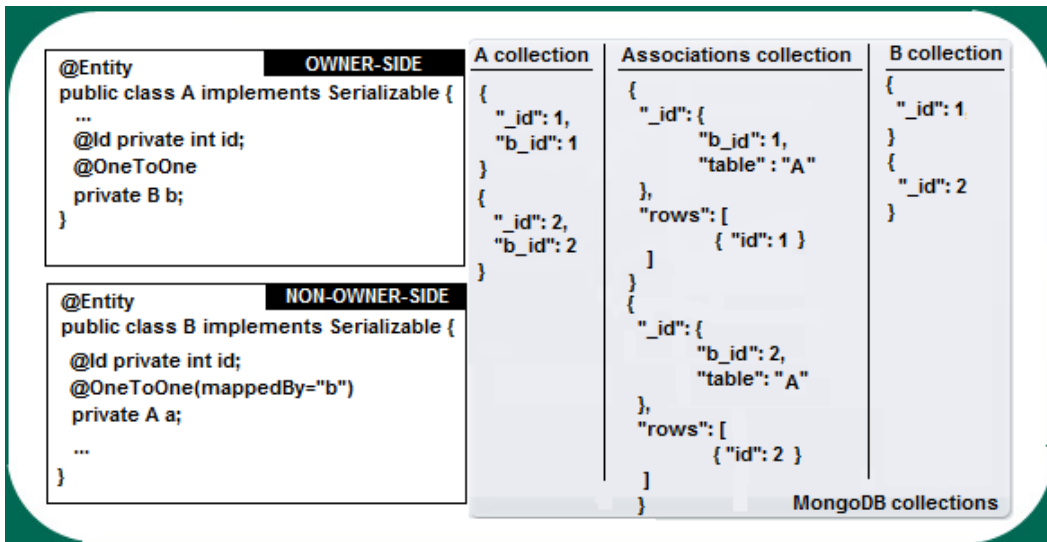 @Entity
OWNER-SIDE
public class A implements Serializable {
...
@Id private int id;
@OneToOne
private B b;
}
@Entity
NON-OWNER-SIDE
public class B implements Serializable {
@Id private int id;
@OneToOne(mappedBy="b")
private A a;
...
}
A collection
{
"_id": 1,
"b_id": 1
}
{
"_id": 2,
"b_id": 2
}
Associations collection
{
"_id": {
"b_id": 1,
"table" : "A"
},
"rows": [
{ "id": 1 }
]
}
{
"_id": {
"b_id": 2,
"table": "A"
},
"rows": [
{ "id": 2 }
]
}
B collection
{
"_id": 1,
}
{
"_id": 2
}
MongoDB collections